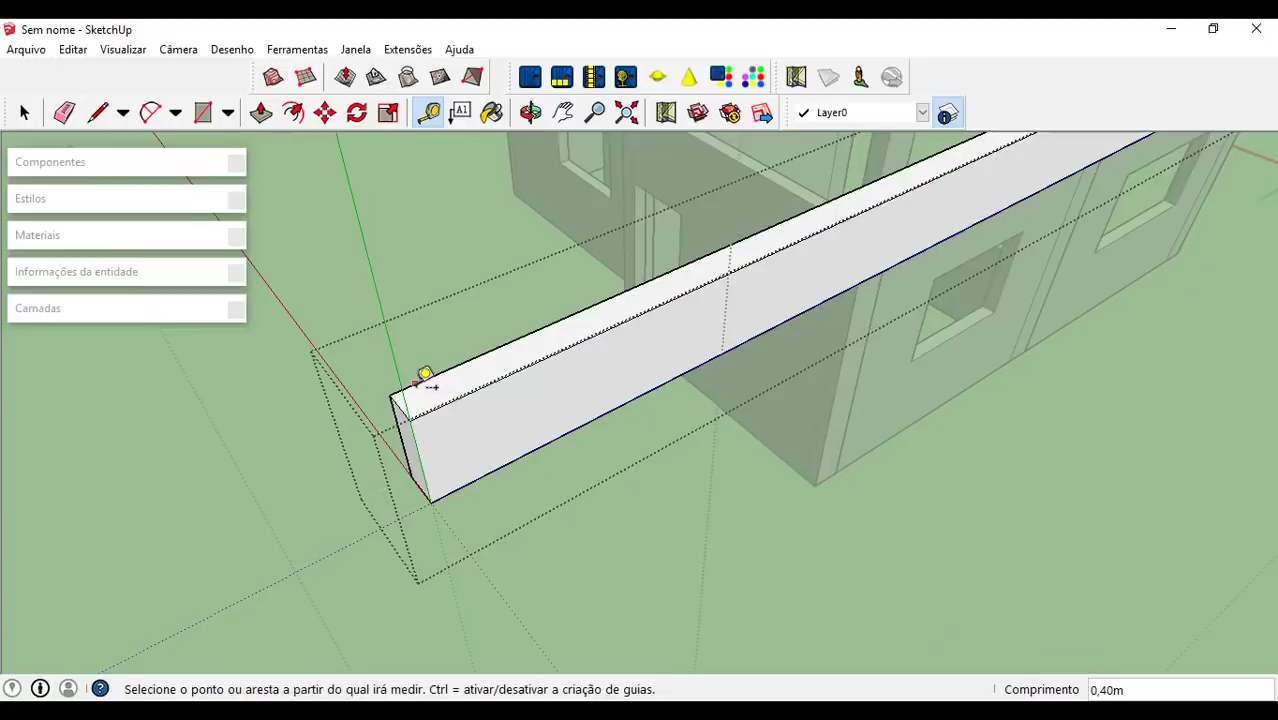 Sem nome - SketchUp
Arquivo Editar Visualizar Câmera Desenho Ferramentas Janela Extensões Ajuda
A1
Layer0
Componentes
Estilos
Materiais
Informações da entidade
Camadas
Selecione o ponto ou aresta a partir do qual irá medir. Ctrl = ativar/desativar a criação de guias.
Comprimento 0,40m